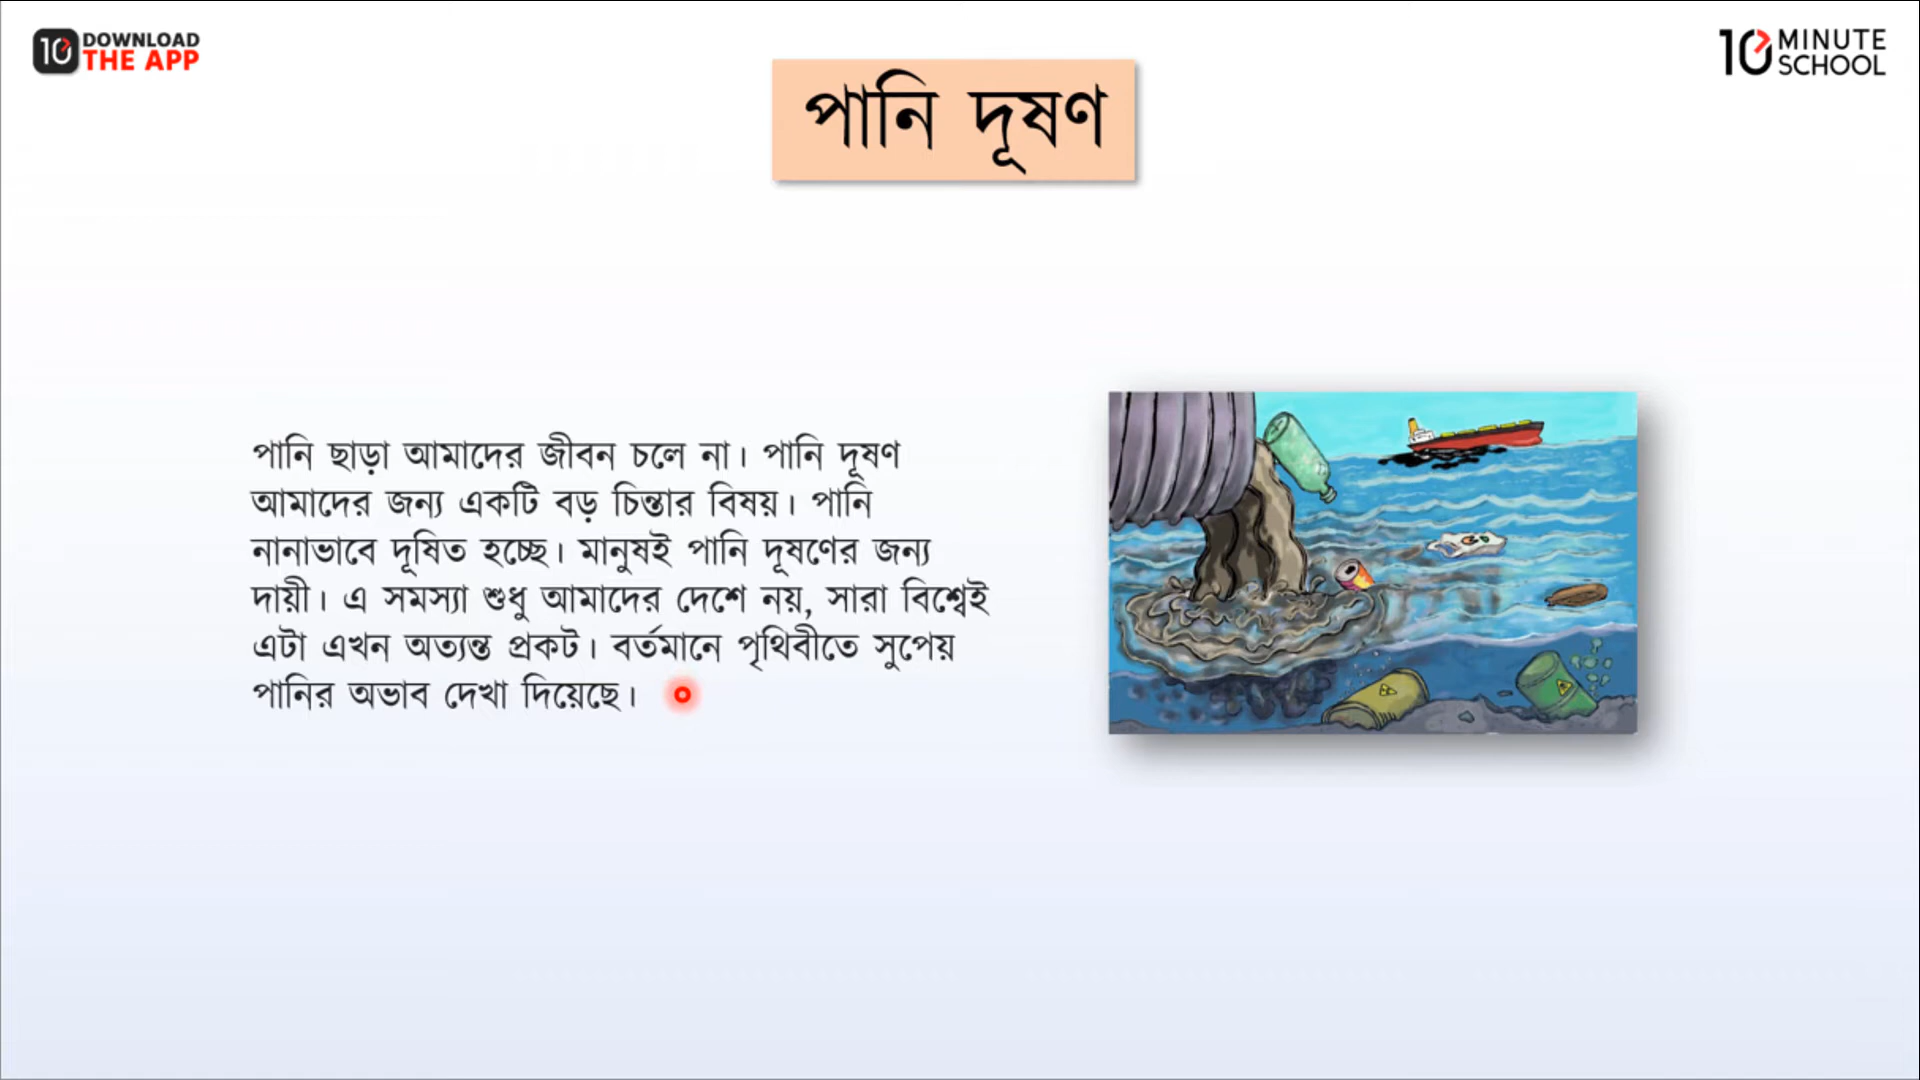 DOWNLOAD
THE APP
10 MINUTE
SCHOOL
পানি দূষণ
পানি ছাড়া আমাদের জীবন চলে না। পানি দূষণ
আমাদের জন্য একটি বড় চিন্তার বিষয়। পানি
নানাভাবে দূষিত হচ্ছে। মানুষই পানি দূষণের জন্য
দায়ী। এ সমস্যা শুধু আমাদের দেশে নয়, সারা বিশ্বেই
এটা এখন অত্যন্ত প্রকট। বর্তমানে পৃথিবীতে সুপেয়
পানির অভাব দেখা দিয়েছে।